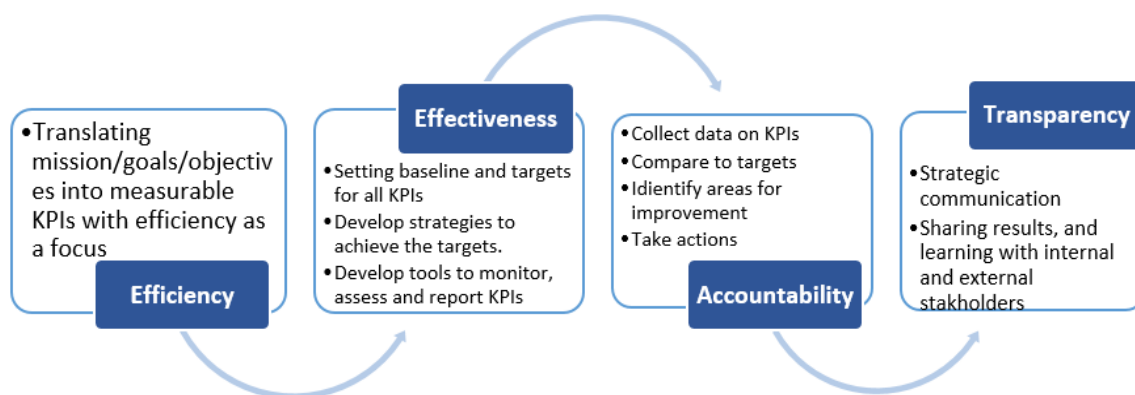 •Translating
mission/goals/objectiv
es into measurable
KPIs with efficiency as
a focus
Efficiency
Effectiveness
•Setting baseline and targets
for all KPIs
•Develop strategies to
achieve the targets.
•Develop tools to monitor,
assess and report KPIs
•Collect data on KPIs
•Compare to targets
•Idientify areas for
improvement
•Take actions
Accountability
Transparency
•Strategic
communication
•Sharing results, and
learning with internal
and external
stakholders